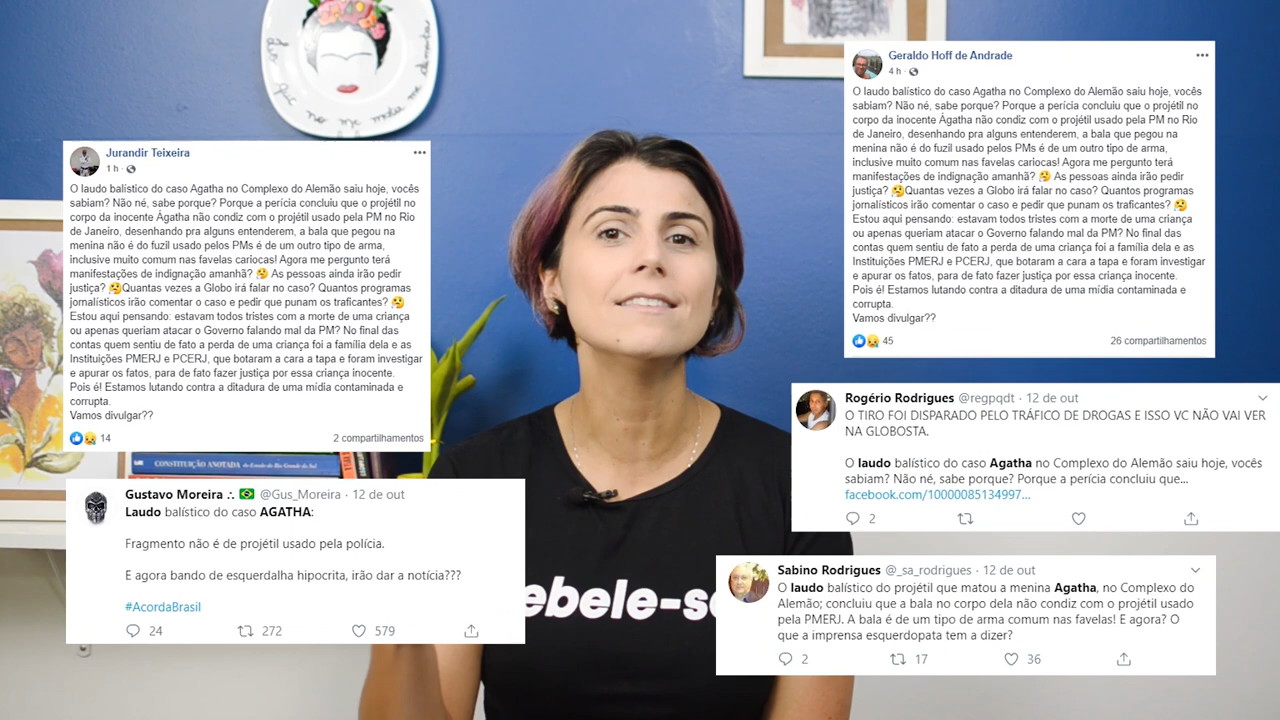 que no me mata, me alimenta
Jurandir Teixeira
1 h
O laudo balístico do caso Agatha no Complexo do Alemão saiu hoje, vocês
sabiam? Não né, sabe porque? Porque a perícia concluiu que o projétil no
corpo da inocente Ágatha não condiz com o projétil usado pela PM no Rio
de Janeiro, desenhando pra alguns entenderem, a bala que pegou na
menina não é do fuzil usado pelos PMs é de um outro tipo de arma,
inclusive muito comum nas favelas cariocas! Agora me pergunto terá
manifestações de indignação amanhã? 🤔 As pessoas ainda irão pedir
justiça? 🤔Quantas vezes a Globo irá falar no caso? Quantos programas
jornalísticos irão comentar o caso e pedir que punam os traficantes? 🤔
Estou aqui pensando: estavam todos tristes com a morte de uma criança
ou apenas queriam atacar o Governo falando mal da PM? No final das
contas quem sentiu de fato a perda de uma criança foi a família dela e as
Instituições PMERJ e PCERJ, que botaram a cara a tapa e foram investigar
e apurar os fatos, para de fato fazer justiça por essa criança inocente.
Pois é! Estamos lutando contra a ditadura de uma mídia contaminada e
corrupta.
Vamos divulgar??
14
2 compartilhamentos
Geraldo Hoff de Andrade
4 h
O laudo balístico do caso Agatha no Complexo do Alemão saiu hoje, vocês
sabiam? Não né, sabe porque? Porque a perícia concluiu que o projétil no
corpo da inocente Ágatha não condiz com o projétil usado pela PM no Rio
de Janeiro, desenhando pra alguns entenderem, a bala que pegou na
menina não é do fuzil usado pelos PMs é de um outro tipo de arma,
inclusive muito comum nas favelas cariocas! Agora me pergunto terá
manifestações de indignação amanhã? 🤔 As pessoas ainda irão pedir
justiça? 🤔Quantas vezes a Globo irá falar no caso? Quantos programas
jornalísticos irão comentar o caso e pedir que punam os traficantes? 🤔
Estou aqui pensando: estavam todos tristes com a morte de uma criança
ou apenas queriam atacar o Governo falando mal da PM? No final das
contas quem sentiu de fato a perda de uma criança foi a família dela e as
Instituições PMERJ e PCERJ, que botaram a cara a tapa e foram investigar
e apurar os fatos, para de fato fazer justiça por essa criança inocente.
Pois é! Estamos lutando contra a ditadura de uma mídia contaminada e
corrupta.
Vamos divulgar??
45
26 compartilhamentos
CONSTITUIÇÃO ANOTADA do Estado do Rio Grande do Sul
Rogério Rodrigues @regpqdt · 12 de out
O TIRO FOI DISPARADO PELO TRÁFICO DE DROGAS E ISSO VC NÃO VAI VER
NA GLOBOSTA.
O laudo balístico do caso Agatha no Complexo do Alemão saiu hoje, vocês
sabiam? Não né, sabe porque? Porque a perícia concluiu que...
facebook.com/10000085134997...
2
Gustavo Moreira ∴ 🇧🇷 @Gus_Moreira · 12 de out
Laudo balístico do caso AGATHA:
Fragmento não é de projétil usado pela polícia.
E agora bando de esquerdalha hipocrita, irão dar a notícia???
#AcordaBrasil
24 272 579
Sabino Rodrigues @_sa_rodrigues · 12 de out
O laudo balístico do projétil que matou a menina Agatha, no Complexo do
Alemão; concluiu que a bala no corpo dela não condiz com o projétil usado
pela PMERJ. A bala é de um tipo de arma comum nas favelas! E agora? O
que a imprensa esquerdopata tem a dizer?
2 17 36
ebele-s